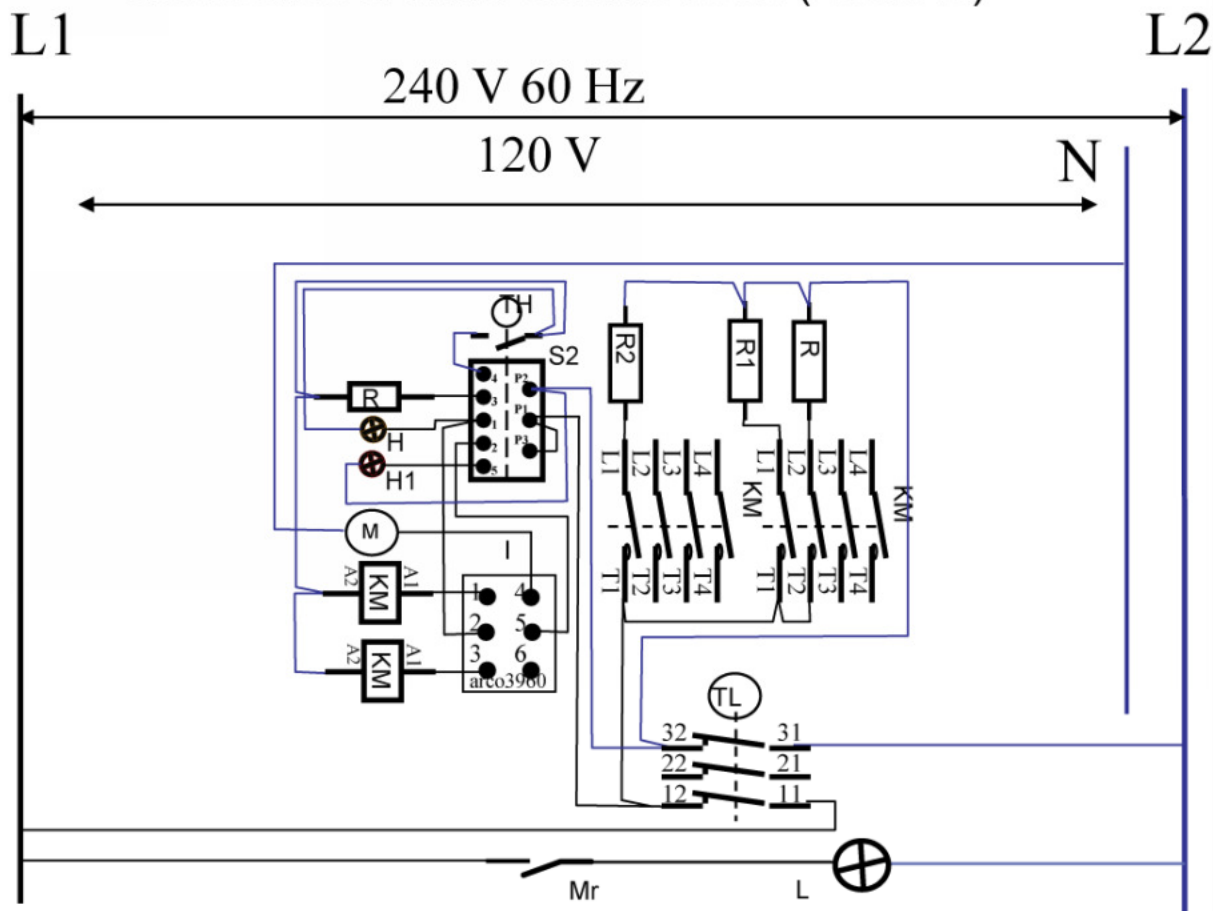 L1
L2
240 V 60 Hz
120 V
N
TH
S2
4
P2
3
P1
1
2
P3
5
R
H
H1
M
I
A2
KM
A1
A2
KM
A1
1
4
2
5
3
6
arco3960
R2
R1
R
L1
L2
L3
L4
KM
L1
L2
L3
L4
KM
T1
T2
T3
T4
T1
T2
T3
T4
TL
32
31
22
21
12
11
Mr
L